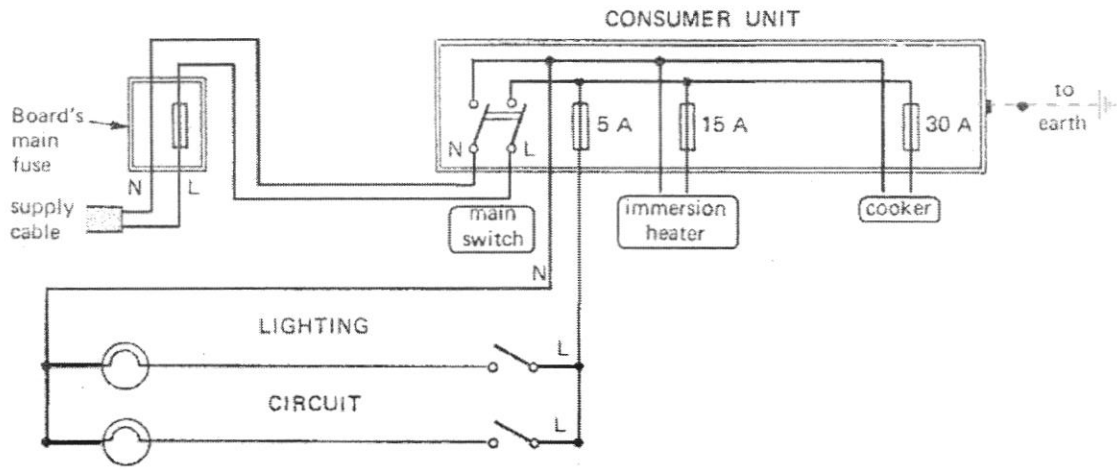 CONSUMER UNIT
Board's
main
fuse
N L
supply
cable
N L
5 A
15 A
30 A
to
earth
main
switch
immersion
heater
cooker
N
LIGHTING
L
CIRCUIT
L